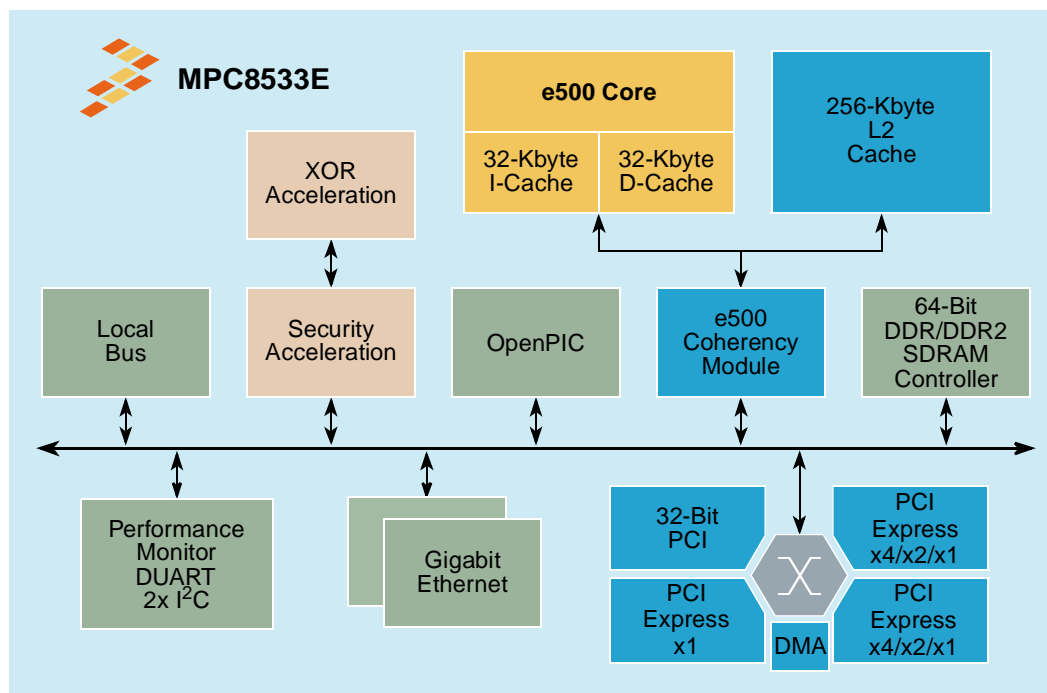 MPC8533E
e500 Core
32-Kbyte
I-Cache
32-Kbyte
D-Cache
256-Kbyte
L2
Cache
XOR
Acceleration
Local
Bus
Security
Acceleration
OpenPIC
e500
Coherency
Module
64-Bit
DDR/DDR2
SDRAM
Controller
Performance
Monitor
DUART
2x I²C
Gigabit
Ethernet
32-Bit
PCI
PCI
Express
x4/x2/x1
PCI
Express
x1
DMA
PCI
Express
x4/x2/x1